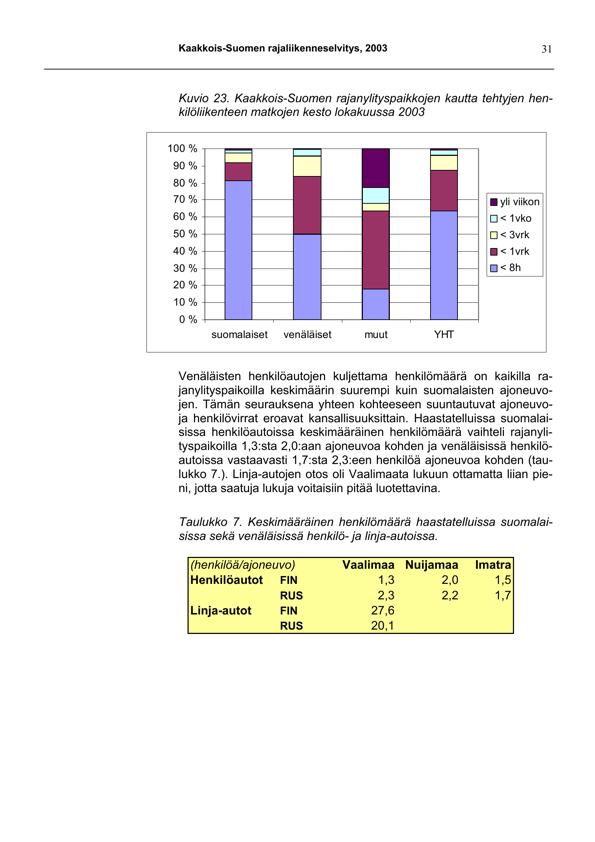 Kaakkois-Suomen rajaliikenneselvitys, 2003 31
Kuvio 23. Kaakkois-Suomen rajanylityspaikkojen kautta tehtyjen hen-
kilöliikenteen matkojen kesto lokakuussa 2003
100 %
90 %
80 %
70 %
60 %
50 %
40 %
30 %
20 %
10 %
0 %
suomalaiset venäläiset muut YHT
yli viikon
< 1vko
< 3vrk
< 1vrk
< 8h
Venäläisten henkilöautojen kuljettama henkilömäärä on kaikilla ra-
janylityspaikoilla keskimäärin suurempi kuin suomalaisten ajoneuvo-
jen. Tämän seurauksena yhteen kohteeseen suuntautuvat ajoneuvo-
ja henkilövirrat eroavat kansallisuuksittain. Haastatelluissa suomalai-
sissa henkilöautoissa keskimääräinen henkilömäärä vaihteli rajanyli-
tyspaikoilla 1,3:sta 2,0:aan ajoneuvoa kohden ja venäläisissä henkilö-
autoissa vastaavasti 1,7:sta 2,3:een henkilöä ajoneuvoa kohden (tau-
lukko 7.). Linja-autojen otos oli Vaalimaata lukuun ottamatta liian pie-
ni, jotta saatuja lukuja voitaisiin pitää luotettavina.
Taulukko 7. Keskimääräinen henkilömäärä haastatelluissa suomalai-
sissa sekä venäläisissä henkilö- ja linja-autoissa.
(henkilöä/ajoneuvo) Vaalimaa Nuijamaa Imatra
Henkilöautot FIN 1,3 2,0 1,5
RUS 2,3 2,2 1,7
Linja-autot FIN 27,6
RUS 20,1